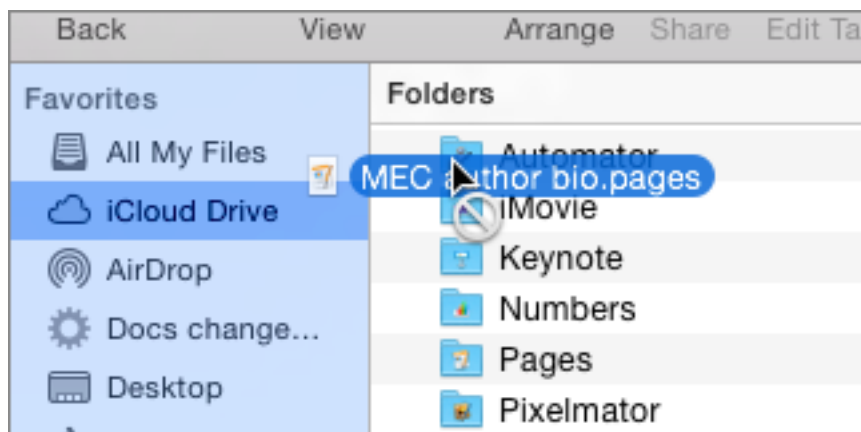 Back View Arrange Share Edit Ta
Favorites
Folders
All My Files
Automator
MEC author bio.pages
iCloud Drive
iMovie
AirDrop
Keynote
Docs change...
Numbers
Desktop
Pages
Pixelmator